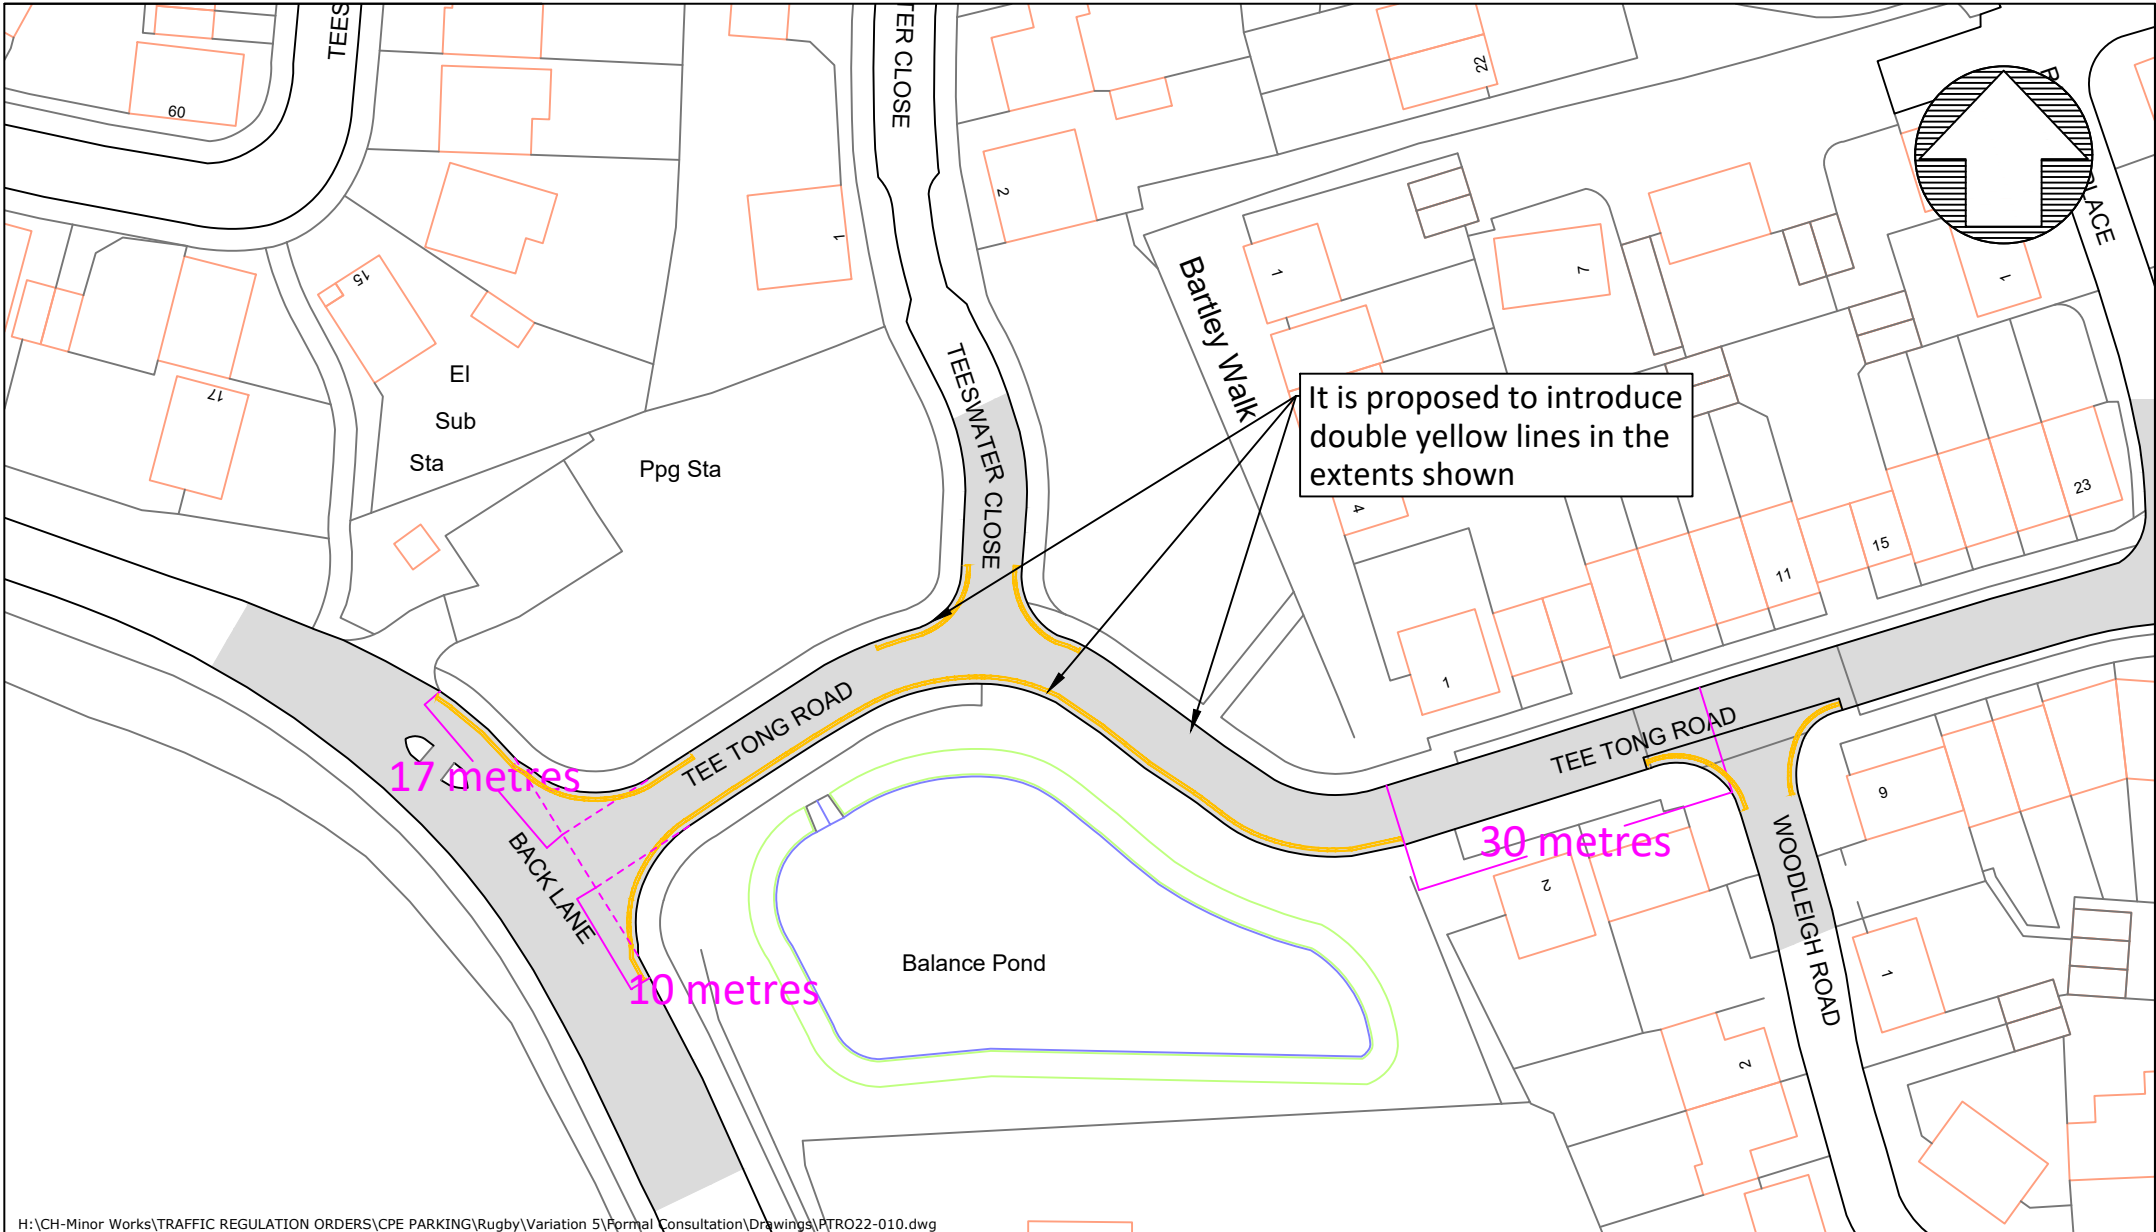 TEES
TER CLOSE
60
22
2
1
15
17
El
Sub
Sta
Ppg Sta
TEESWATER CLOSE
Bartley Walk
1
7
1
LACE
It is proposed to introduce
double yellow lines in the
extents shown
4
1
11
15
23
TEE TONG ROAD
TEE TONG ROAD
17 metres
BACK LANE
10 metres
30 metres
Balance Pond
WOODLEIGH ROAD
2
9
1
2
H:\CH-Minor Works\TRAFFIC REGULATION ORDERS\CPE PARKING\Rugby\Variation 5\Formal Consultation\Drawings\PTRO22-010.dwg